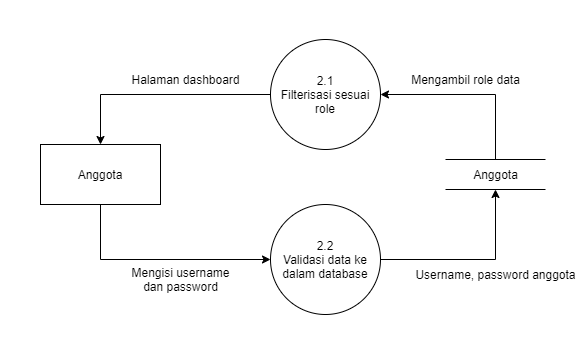 2.1
Filterisasi sesuai
role
Halaman dashboard
Mengambil role data
Anggota
Anggota
2.2
Validasi data ke
dalam database
Mengisi username
dan password
Username, password anggota